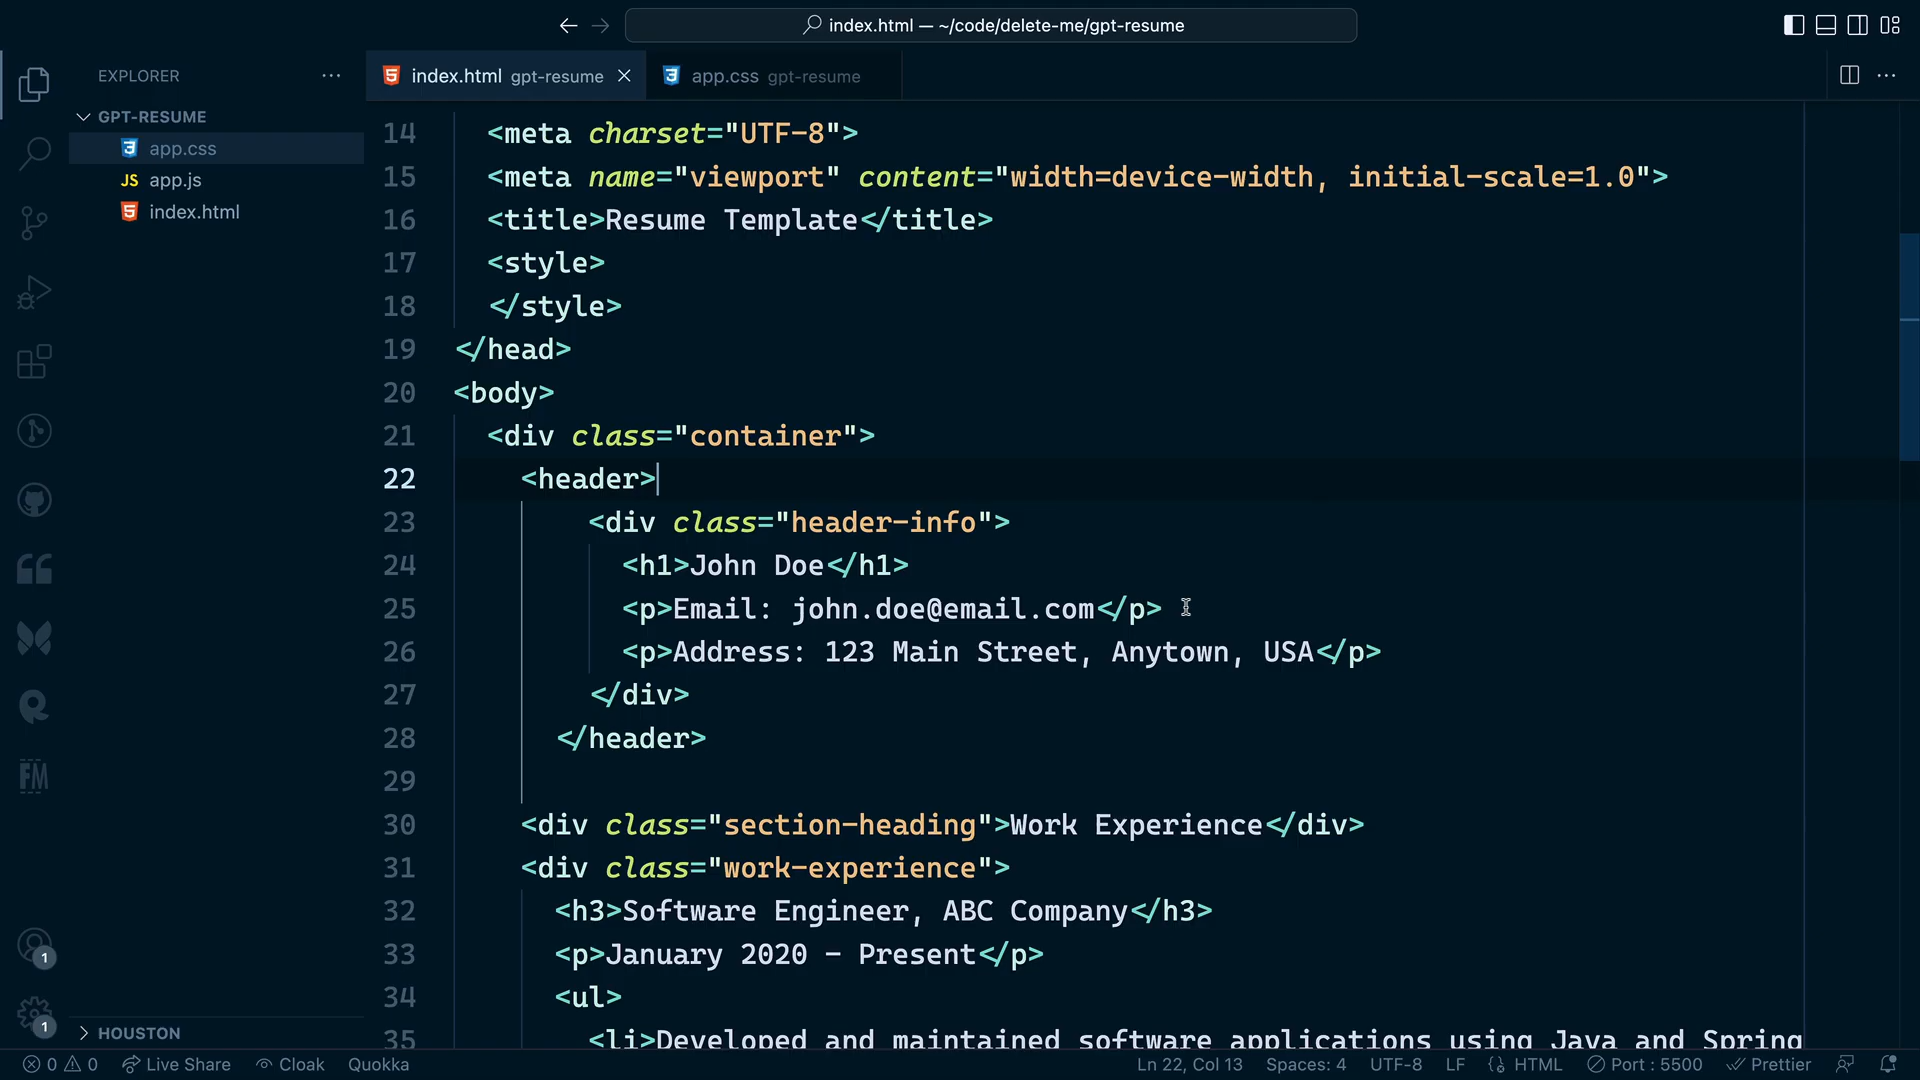 index.html — ~/code/delete-me/gpt-resume
EXPLORER
GPT-RESUME
app.css
JS app.js
index.html
HOUSTON
index.html gpt-resume
app.css gpt-resume
14 <meta charset="UTF-8">
15 <meta name="viewport" content="width=device-width, initial-scale=1.0">
16 <title>Resume Template</title>
17 <style>
18 </style>
19 </head>
20 <body>
21 <div class="container">
22 <header>
23 <div class="header-info">
24 <h1>John Doe</h1>
25 <p>Email: john.doe@email.com</p>
26 <p>Address: 123 Main Street, Anytown, USA</p>
27 </div>
28 </header>
29
30 <div class="section-heading">Work Experience</div>
31 <div class="work-experience">
32 <h3>Software Engineer, ABC Company</h3>
33 <p>January 2020 - Present</p>
34 <ul>
35 <li>Developed and maintained software applications using Java and Spring
FM
1
1
0 0 Live Share Cloak Quokka Ln 22, Col 13 Spaces: 4 UTF-8 LF HTML Port : 5500 Prettier